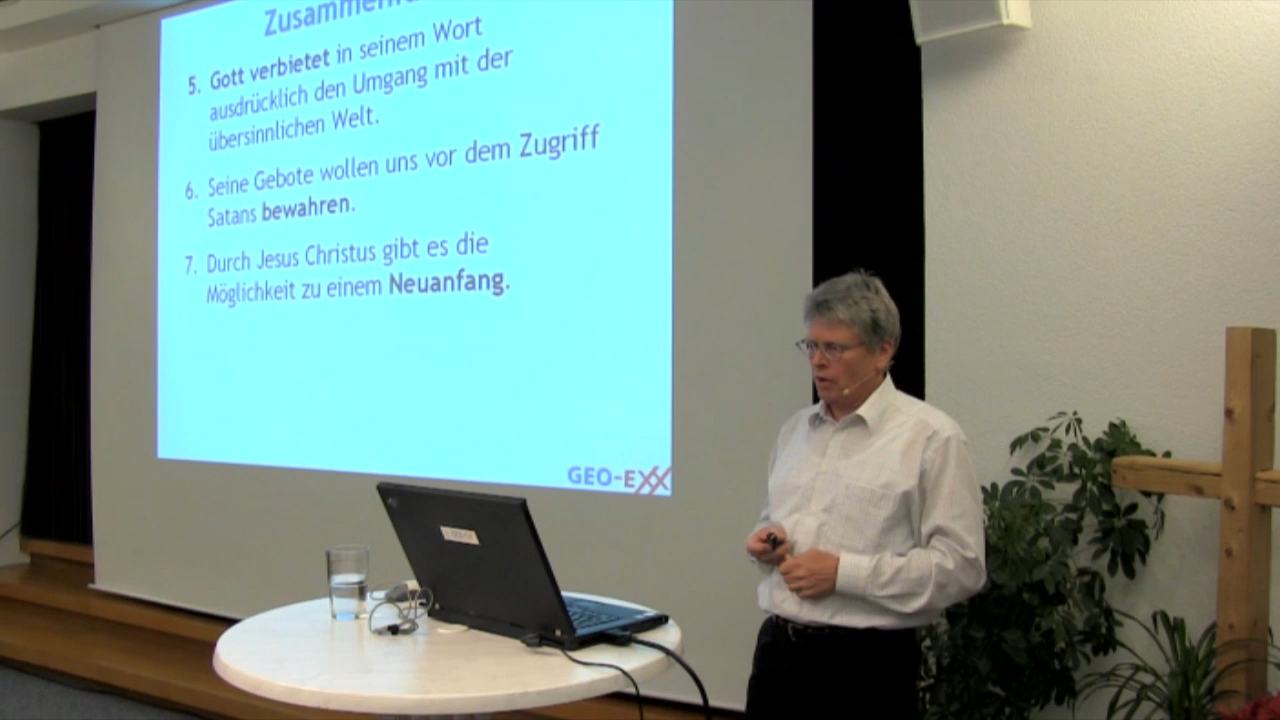 5. Gott verbietet in seinem Wort
ausdrücklich den Umgang mit der
übersinnlichen Welt.
6. Seine Gebote wollen uns vor dem Zugriff
Satans bewahren.
7. Durch Jesus Christus gibt es die
Möglichkeit zu einem Neuanfang.
GEO-EXX